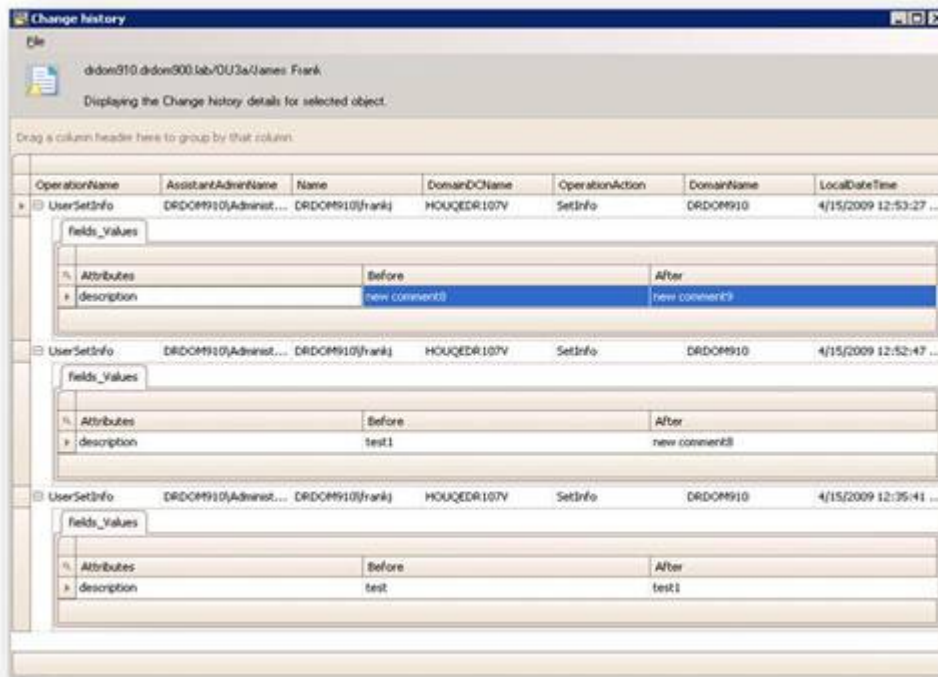 Change history
File
drdom910.drdom900.lab/OU3a/James Frank
Displaying the Change history details for selected object.
Drag a column header here to group by that column.
OperationName AssistantAdminName Name DomainDCName OperationAction DomainName LocalDateTime
UserSetInfo DRDOM910\Administ... DRDOM910\frankj HOUQEDR107V SetInfo DRDOM910 4/15/2009 12:53:27 ...
fields_Values
Attributes Before After
description new comment8 new comment9
UserSetInfo DRDOM910\Administ... DRDOM910\frankj HOUQEDR107V SetInfo DRDOM910 4/15/2009 12:52:47 ...
fields_Values
Attributes Before After
description test1 new comment8
UserSetInfo DRDOM910\Administ... DRDOM910\frankj HOUQEDR107V SetInfo DRDOM910 4/15/2009 12:35:41 ...
fields_Values
Attributes Before After
description test test1